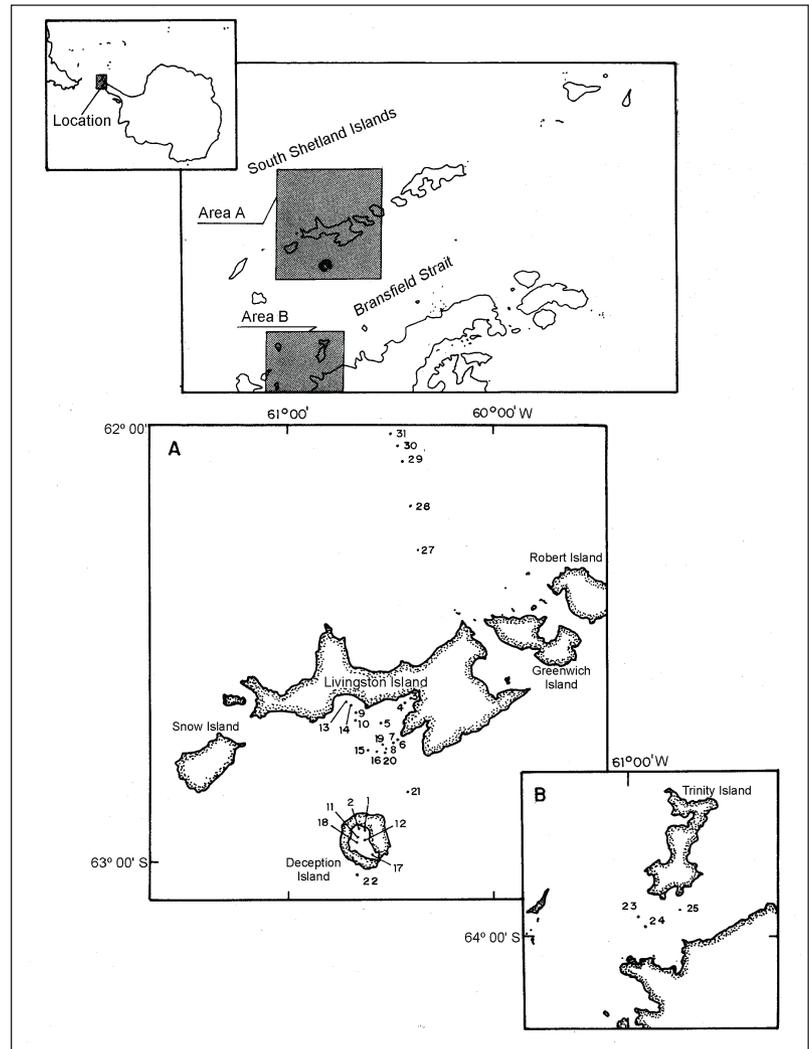 Location
South Shetland Islands
Area A
Bransfield Strait
Area B
61°00'
60°00' W
62° 00'
A
31
30
29
28
27
Robert Island
Greenwich
Island
Livingston Island
Snow Island
4
9
10
5
13
14
19
7
6
15
8
16
20
21
2
1
11
18
12
17
Deception
Island
22
63° 00' S
61°00 W
B
Trinity Island
23
24
25
64° 00' S